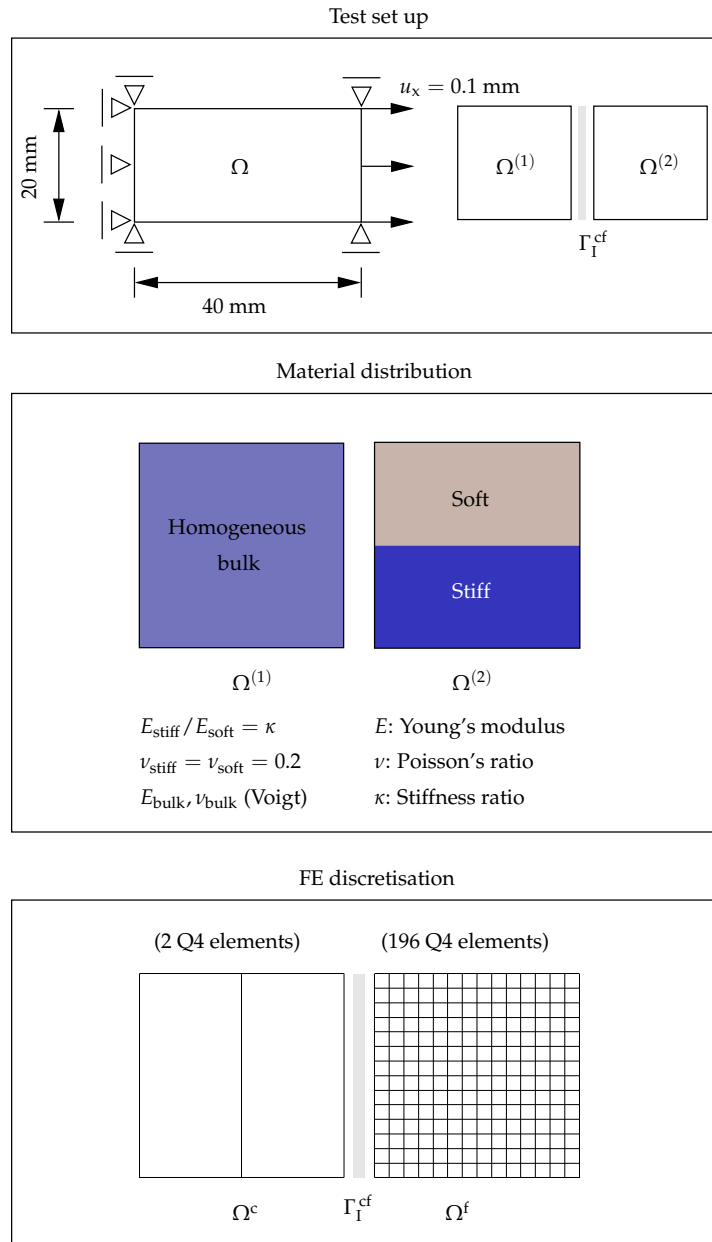 Test set up
uₓ = 0.1 mm
20 mm
Ω
Ω⁽¹⁾
Ω⁽²⁾
Γ_I^cf
40 mm
Material distribution
Homogeneous
bulk
Soft
Stiff
Ω⁽¹⁾
Ω⁽²⁾
E_stiff/E_soft = κ
E: Young's modulus
ν_stiff = ν_soft = 0.2
ν: Poisson's ratio
E_bulk, ν_bulk (Voigt)
κ: Stiffness ratio
FE discretisation
(2 Q4 elements)
(196 Q4 elements)
Ω^c
Γ_I^cf
Ω^f